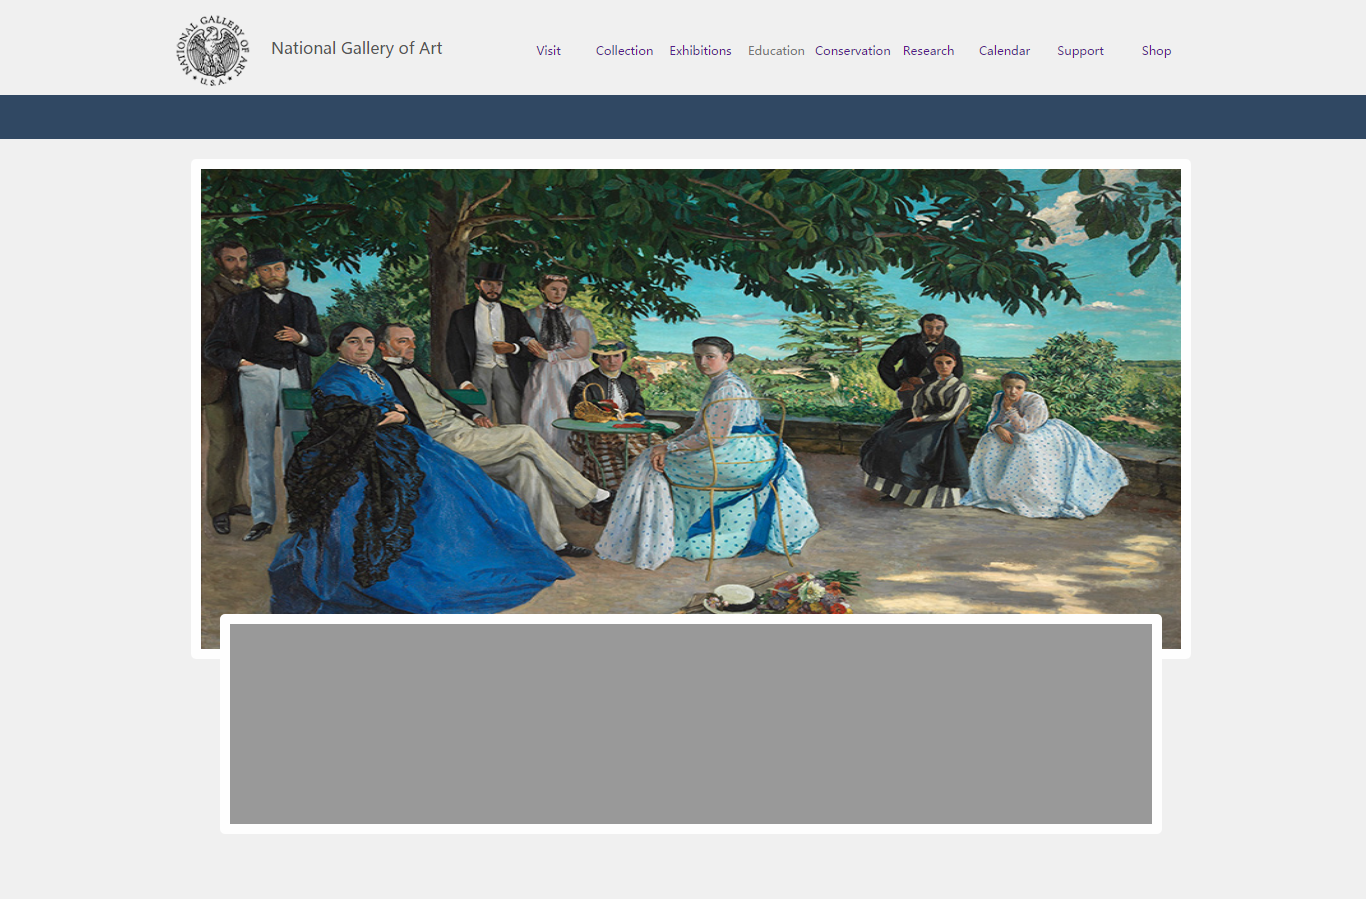 NATIONAL GALLERY OF ART
U.S.A.
National Gallery of Art
Visit Collection Exhibitions Education Conservation Research Calendar Support Shop